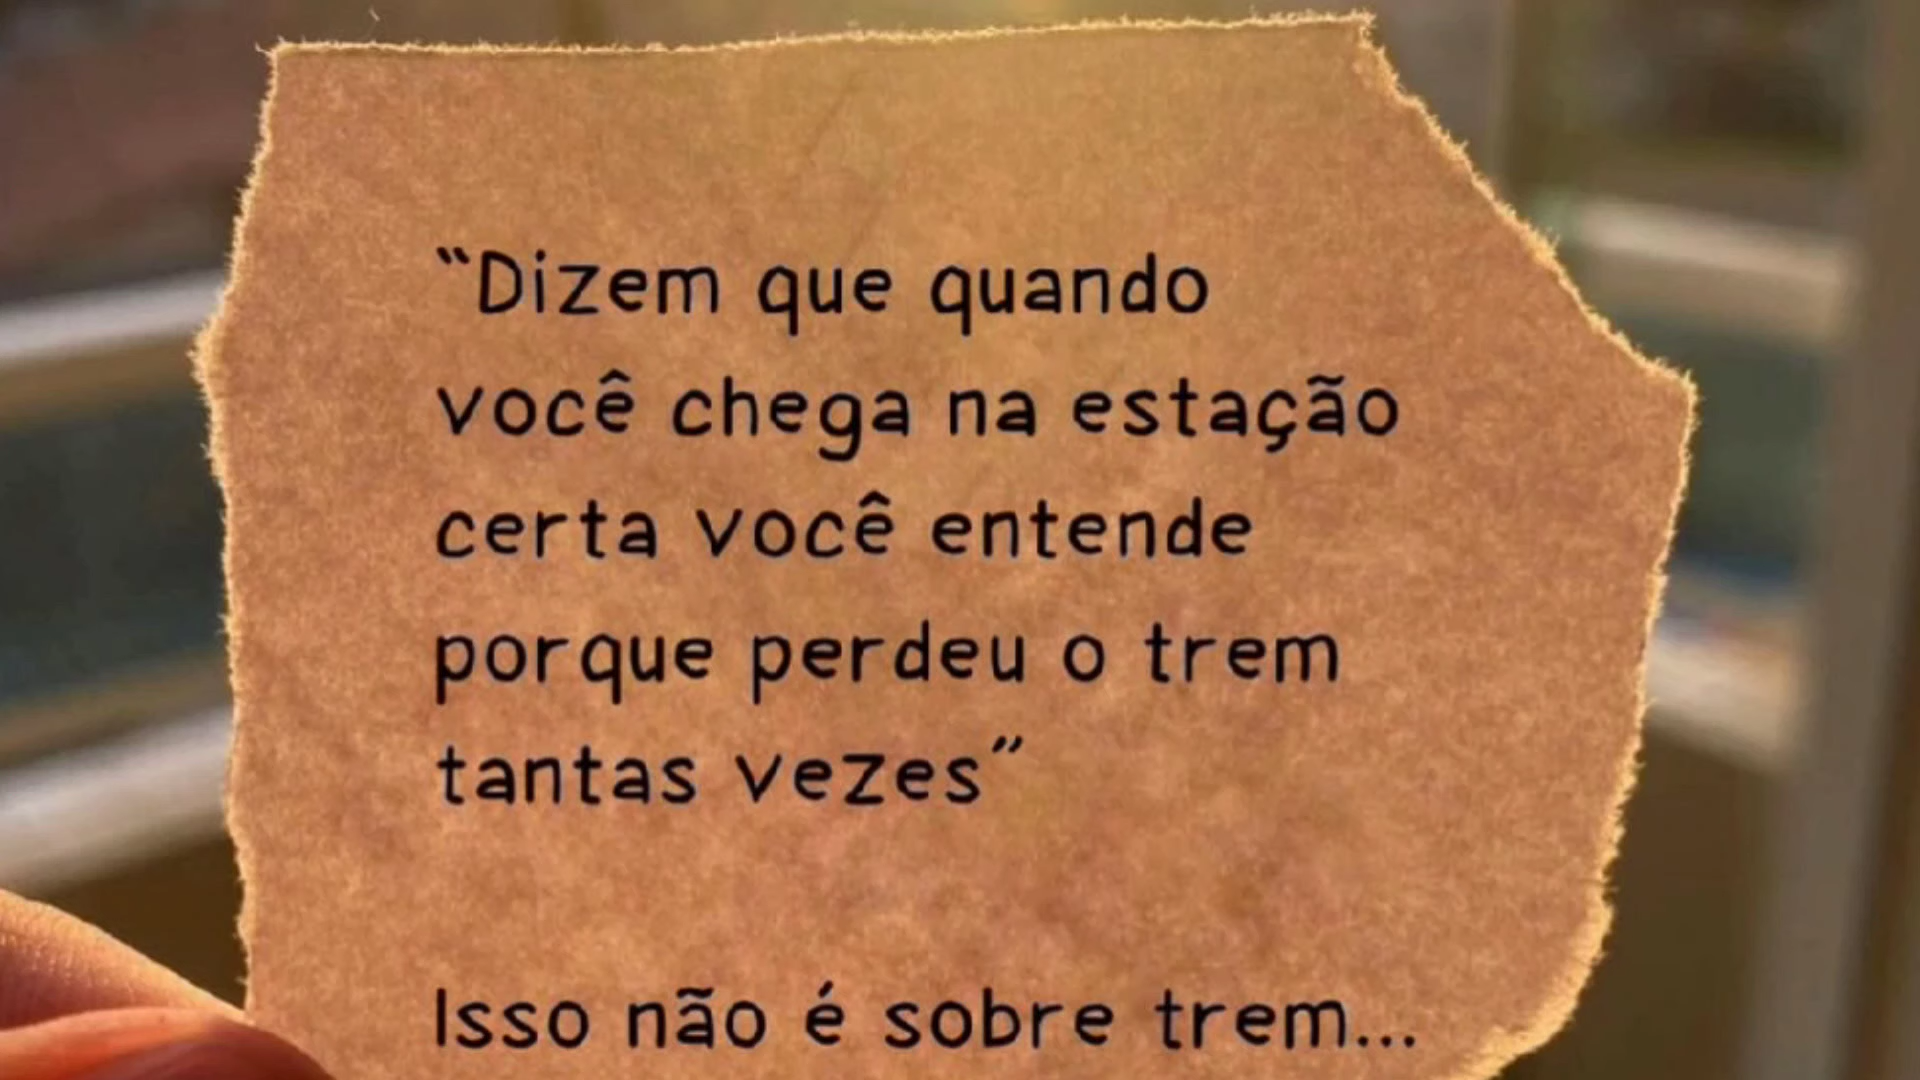 “Dizem que quando
você chega na estação
certa você entende
porque perdeu o trem
tantas vezes”
Isso não é sobre trem...